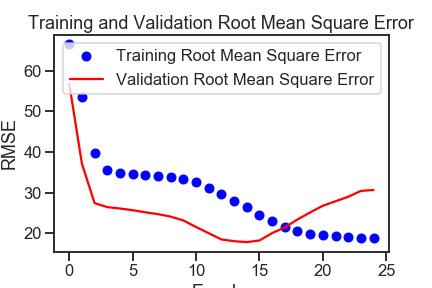 Training and Validation Root Mean Square Error
Training Root Mean Square Error
Validation Root Mean Square Error
60
50
40
30
20
RMSE
0
5
10
15
20
25